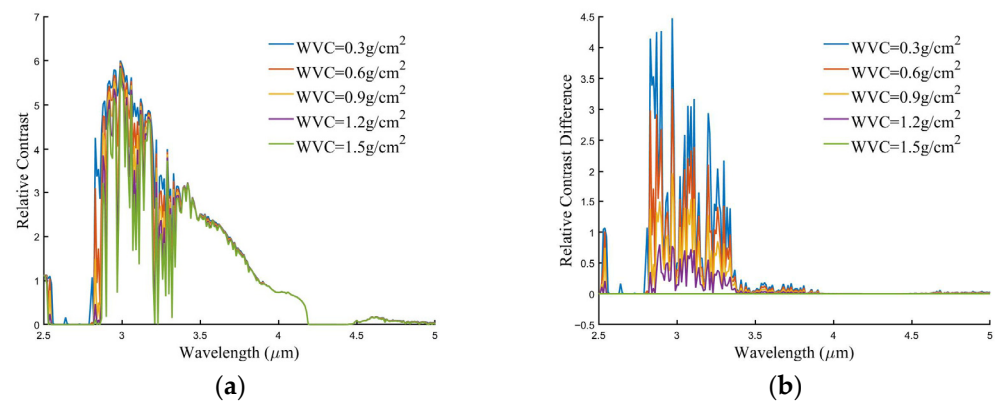 (a)
7
6
5
4
3
2
1
0
Relative Contrast
2.5 3 3.5 4 4.5 5
Wavelength (μm)
WVC=0.3g/cm²
WVC=0.6g/cm²
WVC=0.9g/cm²
WVC=1.2g/cm²
WVC=1.5g/cm²
(b)
4.5
4
3.5
3
2.5
2
1.5
1
0.5
0
−0.5
Relative Contrast Difference
2.5 3 3.5 4 4.5 5
Wavelength (μm)
WVC=0.3g/cm²
WVC=0.6g/cm²
WVC=0.9g/cm²
WVC=1.2g/cm²
WVC=1.5g/cm²
(a)
(b)